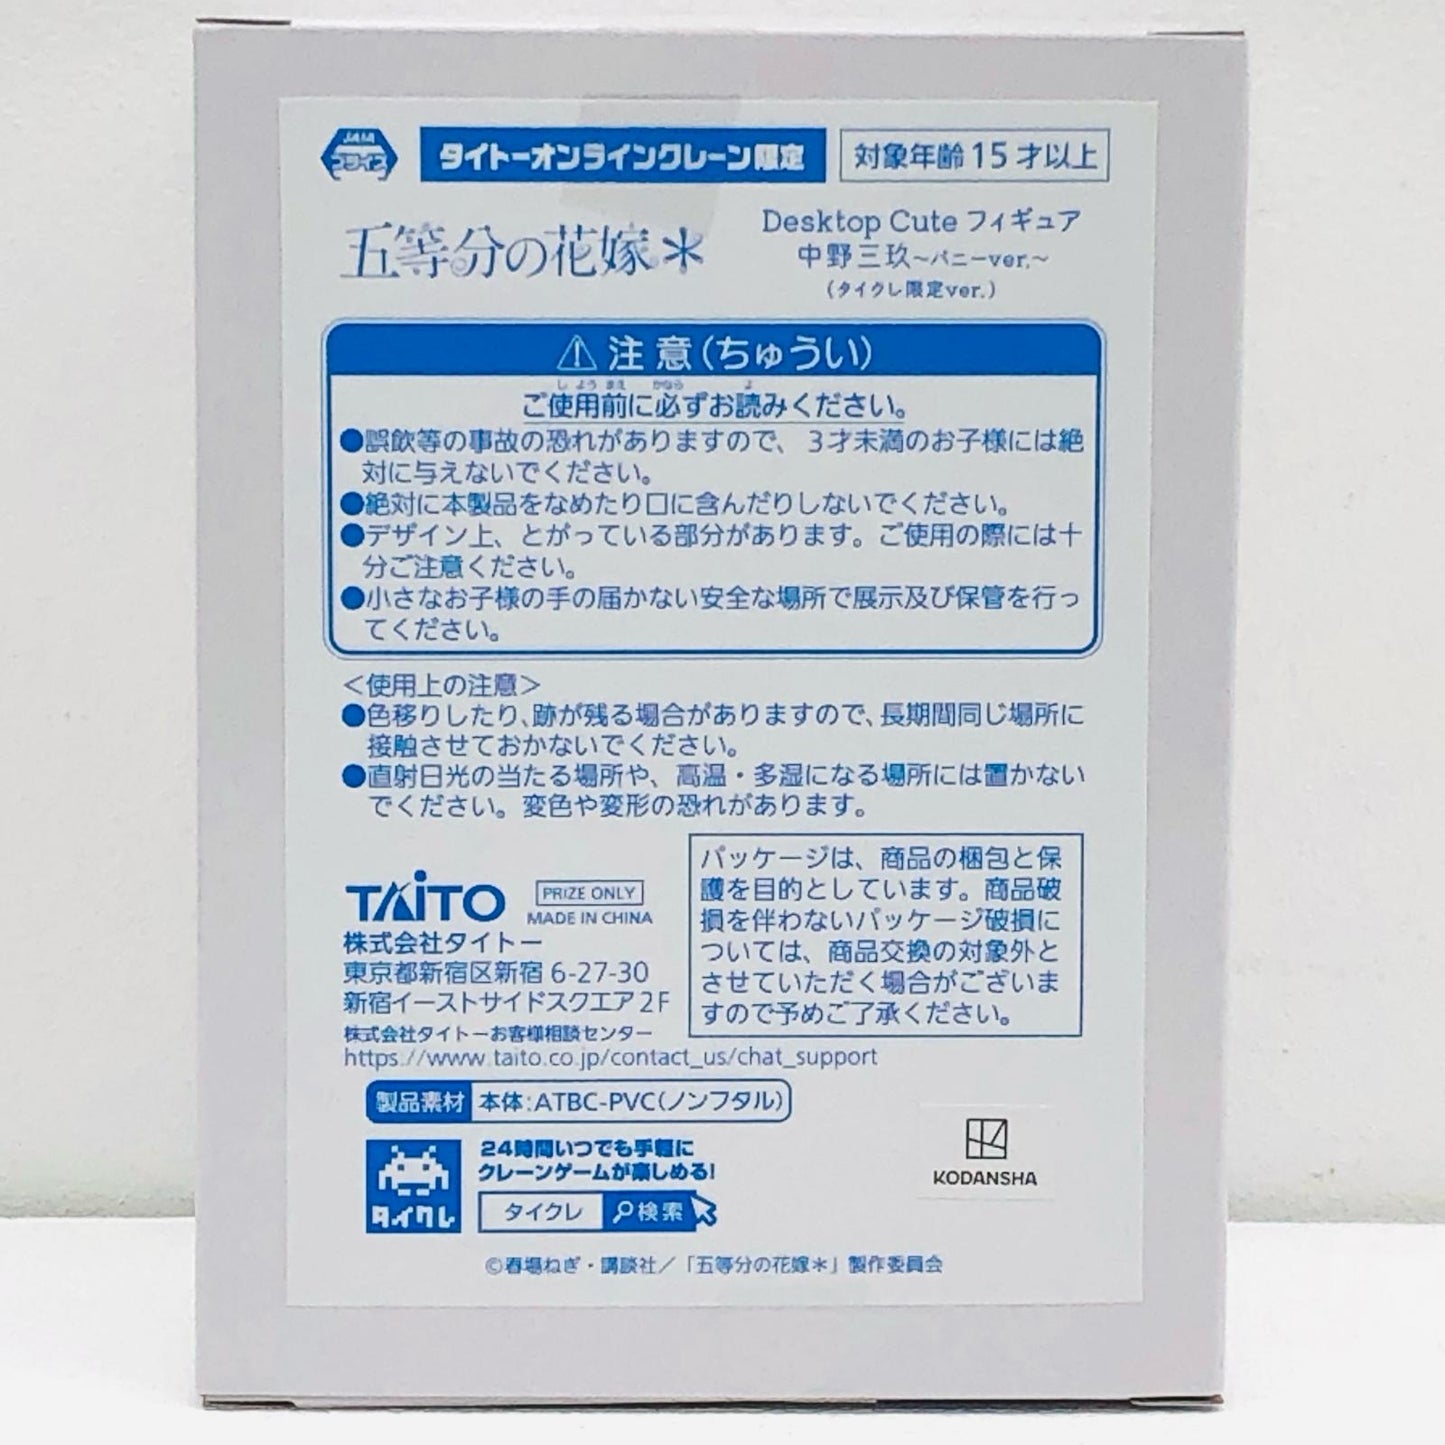 JAIA
プライズ
タイトーオンラインクレーン限定
対象年齢15才以上
五等分の花嫁＊
Desktop Cute フィギュア
中野三玖～バニーver.～
(タイクレ限定ver.)
⚠注意(ちゅうい)
しようまえ かなら よ
ご使用前に必ずお読みください。
●誤飲等の事故の恐れがありますので、3才未満のお子様には絶
対に与えないでください。
●絶対に本製品をなめたり口に含んだりしないでください。
●デザイン上、とがっている部分があります。ご使用の際には十
分ご注意ください。
●小さなお子様の手の届かない安全な場所で展示及び保管を行っ
てください。
＜使用上の注意＞
●色移りしたり、跡が残る場合がありますので、長期間同じ場所に
接触させておかないでください。
●直射日光の当たる場所や、高温・多湿になる場所には置かない
でください。変色や変形の恐れがあります。
パッケージは、商品の梱包と保
護を目的としています。商品破
損を伴わないパッケージ破損に
ついては、商品交換の対象外と
させていただく場合がございま
すので予めご了承ください。
TAITO
PRIZE ONLY
MADE IN CHINA
株式会社タイトー
東京都新宿区新宿6-27-30
新宿イーストサイドスクエア2F
株式会社タイトーお客様相談センター
https://www.taito.co.jp/contact_us/chat_support
製品素材 本体:ATBC-PVC(ノンフタル)
タイクレ
24時間いつでも手軽に
クレーンゲームが楽しめる!
タイクレ 検索
KODANSHA
©春場ねぎ・講談社／「五等分の花嫁＊」製作委員会